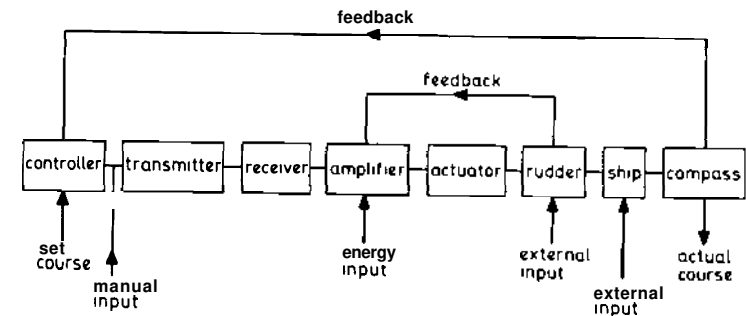 feedback
feedback
controller
transmitter
receiver
amplifier
actuator
rudder
ship
compass
set
course
manual
input
energy
input
external
input
external
input
actual
course